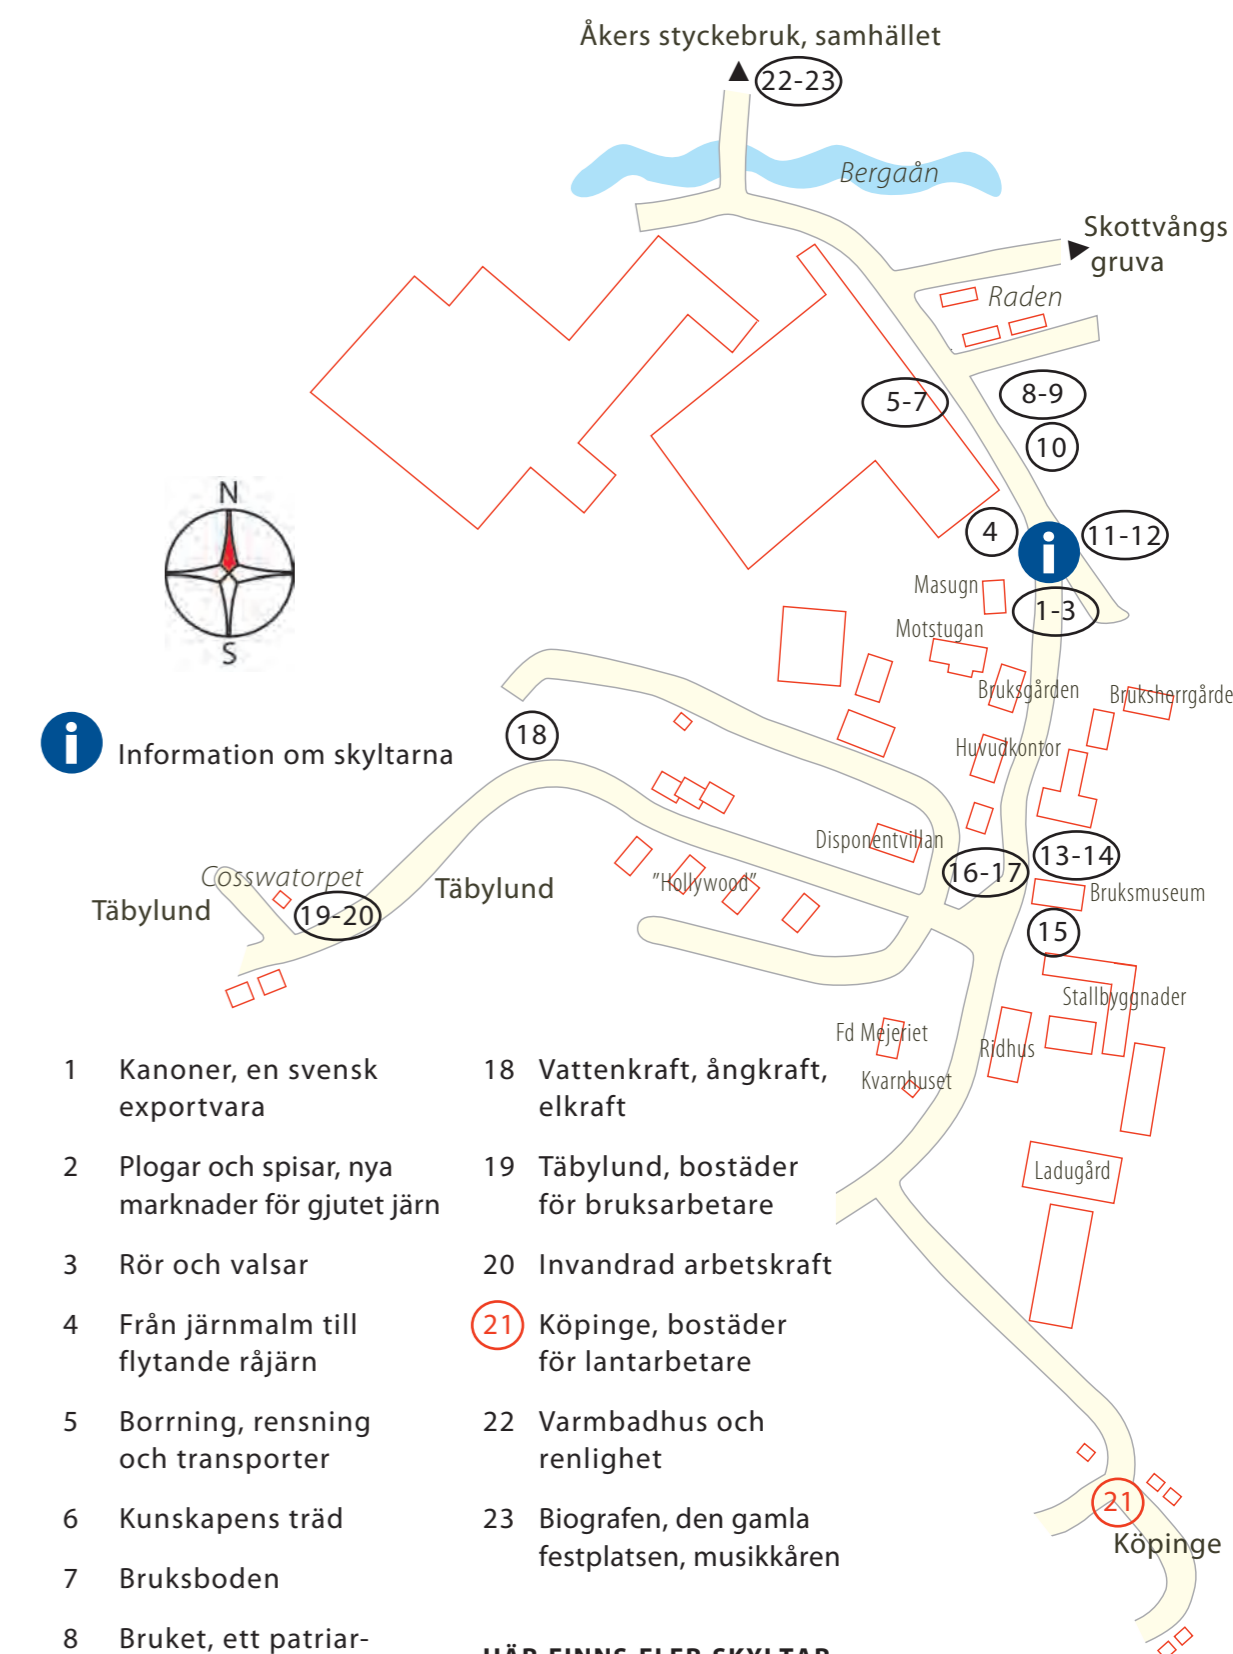 Åkers styckebruk, samhället
22-23
Bergaån
Skottvångs
gruva
Raden
5-7
8-9
10
4
11-12
Masugn
1-3
Motstugan
Bruksgården
Bruksherrgårde
Huvudkontor
N
S
18
Information om skyltarna
Disponentvillan
13-14
16-17
Bruksmuseum
Cosswatorpet
Täbylund
"Hollywood"
Täbylund
19-20
15
Stallbyggnader
Fd Mejeriet
Ridhus
Kvarnhuset
Ladugård
21
Köpinge
1 Kanoner, en svensk
exportvara
2 Plogar och spisar, nya
marknader för gjutet järn
3 Rör och valsar
4 Från järnmalm till
flytande råjärn
5 Borrning, rensning
och transporter
6 Kunskapens träd
7 Bruksboden
8 Bruket, ett patriar-
18 Vattenkraft, ångkraft,
elkraft
19 Täbylund, bostäder
för bruksarbetare
20 Invandrad arbetskraft
21 Köpinge, bostäder
för lantarbetare
22 Varmbadhus och
renlighet
23 Biografen, den gamla
festplatsen, musikkåren
HÄR FINNS FLER SKYLTAR